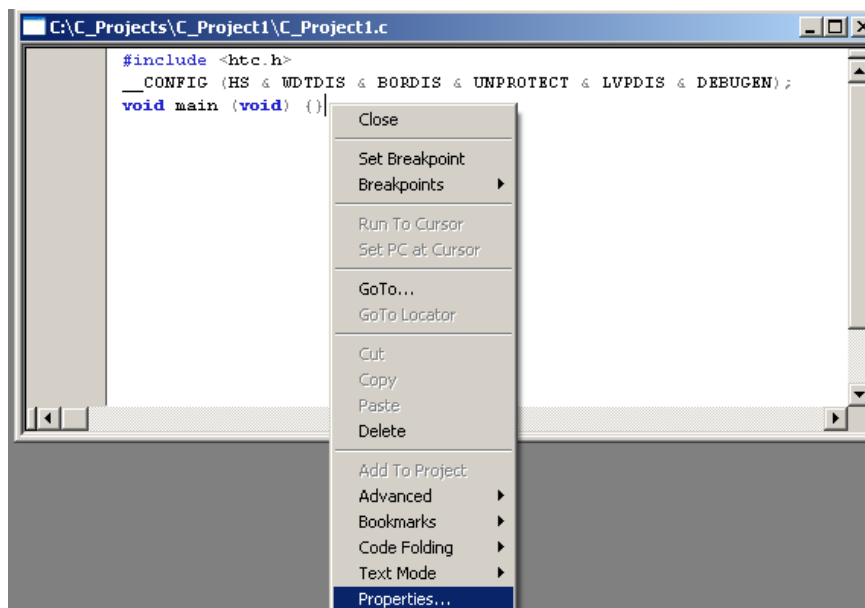 C:\C_Projects\C_Project1\C_Project1.c
#include <htc.h>
__CONFIG (HS & WDTDIS & BORDIS & UNPROTECT & LVPDIS & DEBUGEN);
void main (void) {}
Close
Set Breakpoint
Breakpoints
Run To Cursor
Set PC at Cursor
GoTo...
GoTo Locator
Cut
Copy
Paste
Delete
Add To Project
Advanced
Bookmarks
Code Folding
Text Mode
Properties...